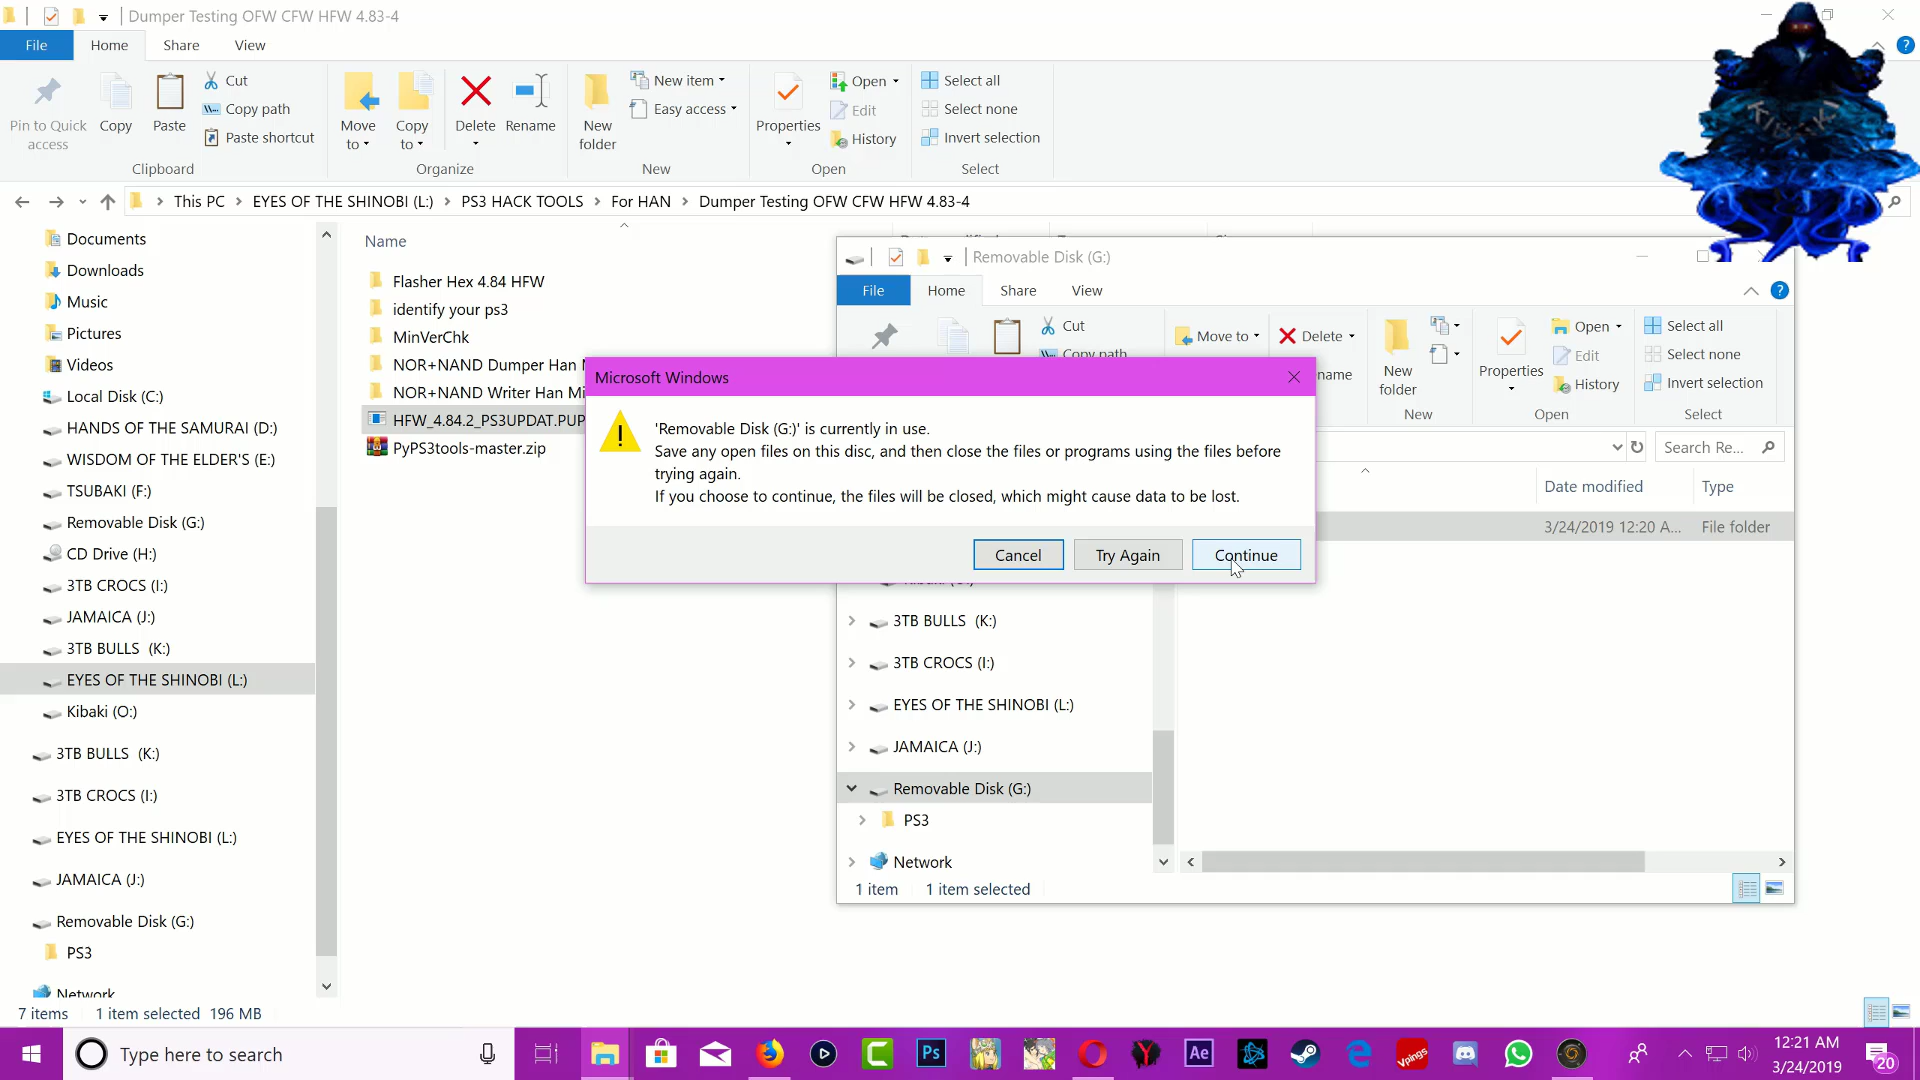 Dumper Testing OFW CFW HFW 4.83-4
File
Home
Share
View
Pin to Quick
access
Copy
Paste
Cut
Copy path
Paste shortcut
Clipboard
Move
to
Copy
to
Delete
Rename
Organize
New
folder
New item
Easy access
New
Properties
Open
Edit
History
Open
Select all
Select none
Invert selection
Select
KIBAKI
This PC
EYES OF THE SHINOBI (L:)
PS3 HACK TOOLS
For HAN
Dumper Testing OFW CFW HFW 4.83-4
Documents
Downloads
Music
Pictures
Videos
Local Disk (C:)
HANDS OF THE SAMURAI (D:)
WISDOM OF THE ELDER'S (E:)
TSUBAKI (F:)
Removable Disk (G:)
CD Drive (H:)
3TB CROCS (I:)
JAMAICA (J:)
3TB BULLS (K:)
EYES OF THE SHINOBI (L:)
Kibaki (O:)
3TB BULLS (K:)
3TB CROCS (I:)
EYES OF THE SHINOBI (L:)
JAMAICA (J:)
Removable Disk (G:)
PS3
Network
7 items
1 item selected 196 MB
Name
Flasher Hex 4.84 HFW
identify your ps3
MinVerChk
NOR+NAND Dumper Han
NOR+NAND Writer Han
HFW_4.84.2_PS3UPDAT.PUP
PyPS3tools-master.zip
Removable Disk (G:)
File
Home
Share
View
Cut
Copy path
Move to
Delete
New
folder
New
Properties
Open
Edit
History
Open
Select all
Select none
Invert selection
Select
Search Re...
Date modified
Type
3/24/2019 12:20 A...
File folder
Microsoft Windows
'Removable Disk (G:)' is currently in use.
Save any open files on this disc, and then close the files or programs using the files before
trying again.
If you choose to continue, the files will be closed, which might cause data to be lost.
Cancel
Try Again
Continue
3TB BULLS (K:)
3TB CROCS (I:)
EYES OF THE SHINOBI (L:)
JAMAICA (J:)
Removable Disk (G:)
PS3
Network
1 item
1 item selected
Type here to search
Ps
Ae
Vpings
12:21 AM
3/24/2019
20